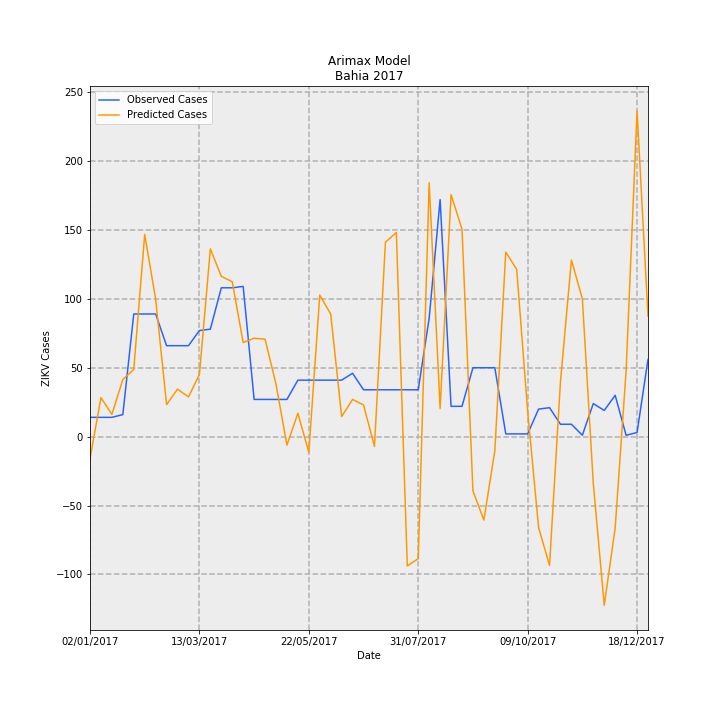 Arimax Model
Bahia 2017
Observed Cases
Predicted Cases
250
200
150
100
50
0
−50
−100
ZIKV Cases
02/01/2017
13/03/2017
22/05/2017
31/07/2017
09/10/2017
18/12/2017
Date